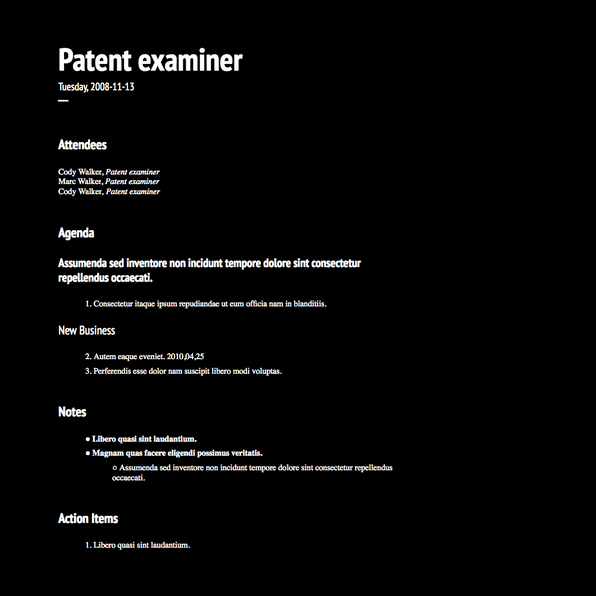 Patent examiner
Tuesday, 2008-11-13
Attendees
Cody Walker, Patent examiner
Marc Walker, Patent examiner
Cody Walker, Patent examiner
Agenda
Assumenda sed inventore non incidunt tempore dolore sint consectetur
repellendus occaecati.
1. Consectetur itaque ipsum repudiandae ut eum officia nam in blanditiis.
New Business
2. Autem eaque eveniet. 2010,04,25
3. Perferendis esse dolor nam suscipit libero modi voluptas.
Notes
● Libero quasi sint laudantium.
● Magnam quas facere eligendi possimus veritatis.
○ Assumenda sed inventore non incidunt tempore dolore sint consectetur repellendus
occaecati.
Action Items
1. Libero quasi sint laudantium.